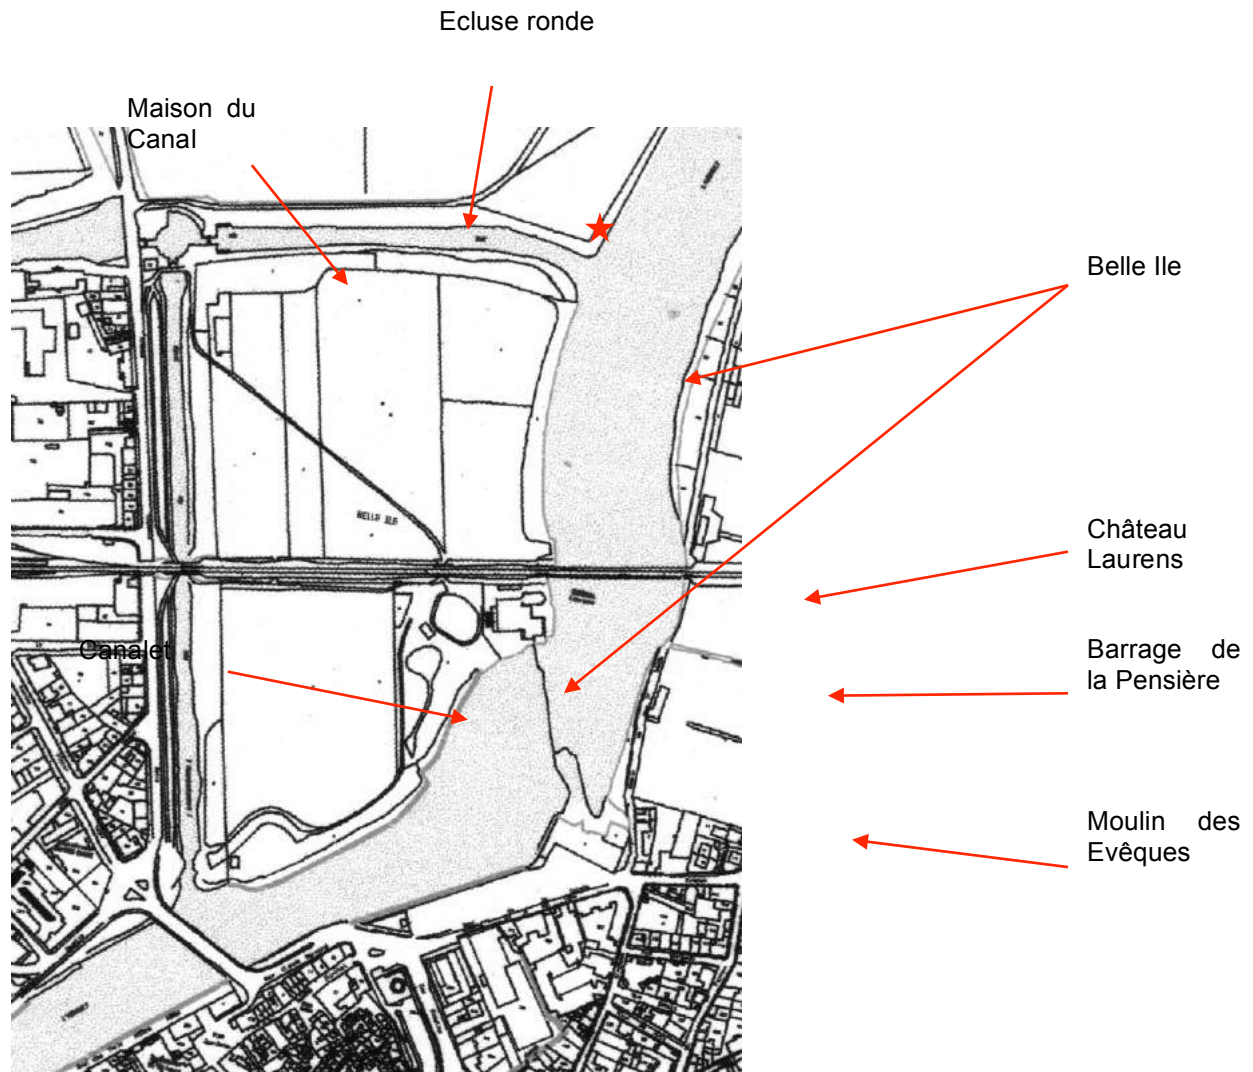 Ecluse ronde
Maison du
Canal
Belle Ile
BELLE ILE
Château
Laurens
Canalet
Barrage de
la Pensière
Moulin des
Evêques